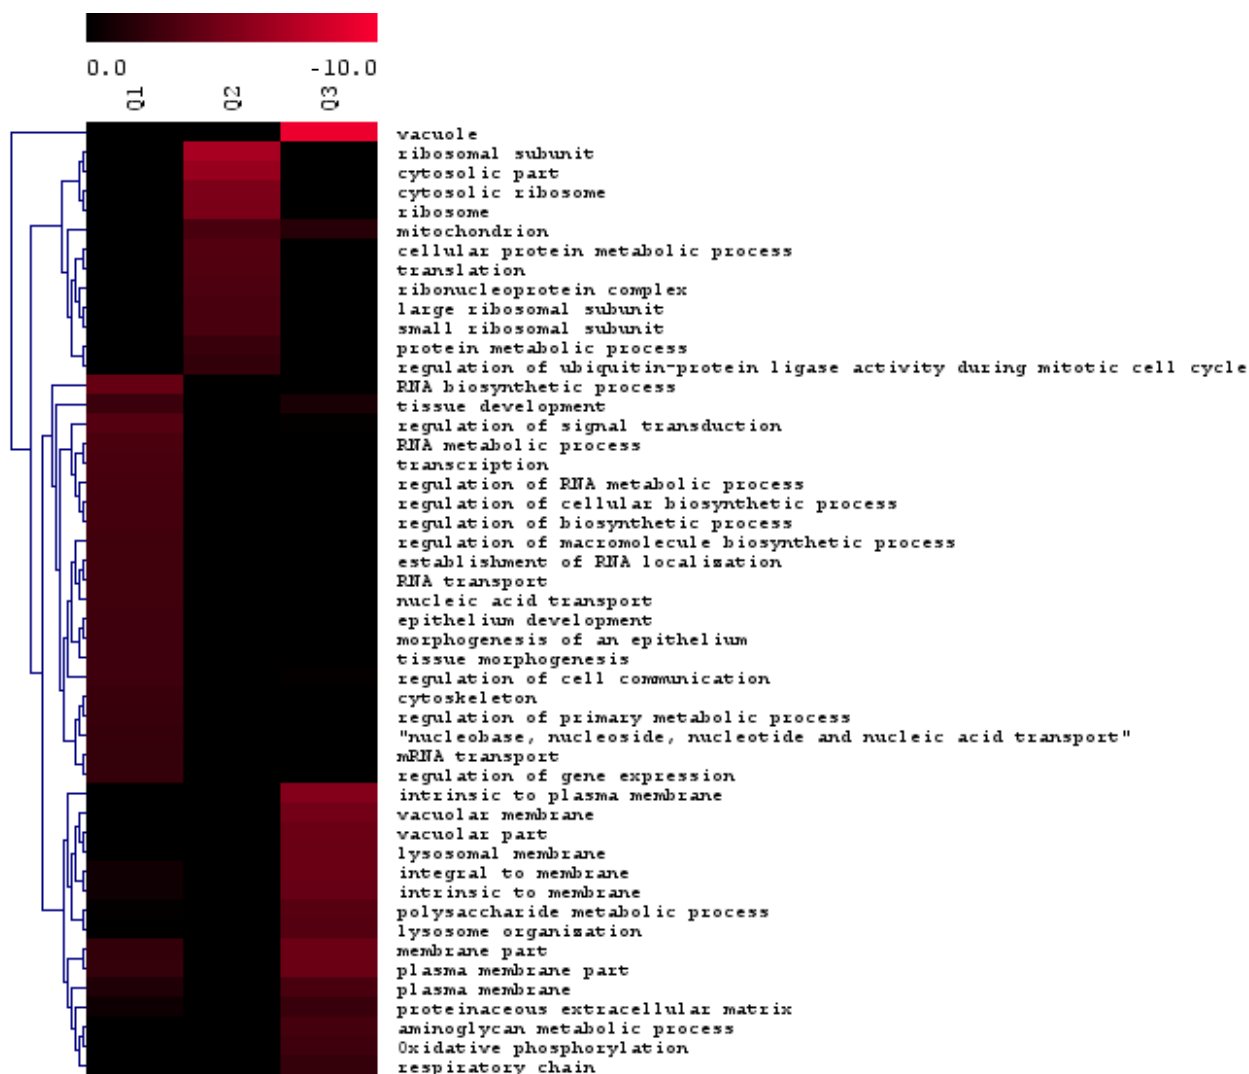 0.0 -10.0
Q1 Q2 Q3
vacuole
ribosomal subunit
cytosolic part
cytosolic ribosome
ribosome
mitochondrion
cellular protein metabolic process
translation
ribonucleoprotein complex
large ribosomal subunit
small ribosomal subunit
protein metabolic process
regulation of ubiquitin-protein ligase activity during mitotic cell cycle
RNA biosynthetic process
tissue development
regulation of signal transduction
RNA metabolic process
transcription
regulation of RNA metabolic process
regulation of cellular biosynthetic process
regulation of biosynthetic process
regulation of macromolecule biosynthetic process
establishment of RNA localization
RNA transport
nucleic acid transport
epithelium development
morphogenesis of an epithelium
tissue morphogenesis
regulation of cell communication
cytoskeleton
regulation of primary metabolic process
"nucleobase, nucleoside, nucleotide and nucleic acid transport"
mRNA transport
regulation of gene expression
intrinsic to plasma membrane
vacuolar membrane
vacuolar part
lysosomal membrane
integral to membrane
intrinsic to membrane
polysaccharide metabolic process
lysosome organization
membrane part
plasma membrane part
plasma membrane
proteinaceous extracellular matrix
aminoglycan metabolic process
Oxidative phosphorylation
respiratory chain